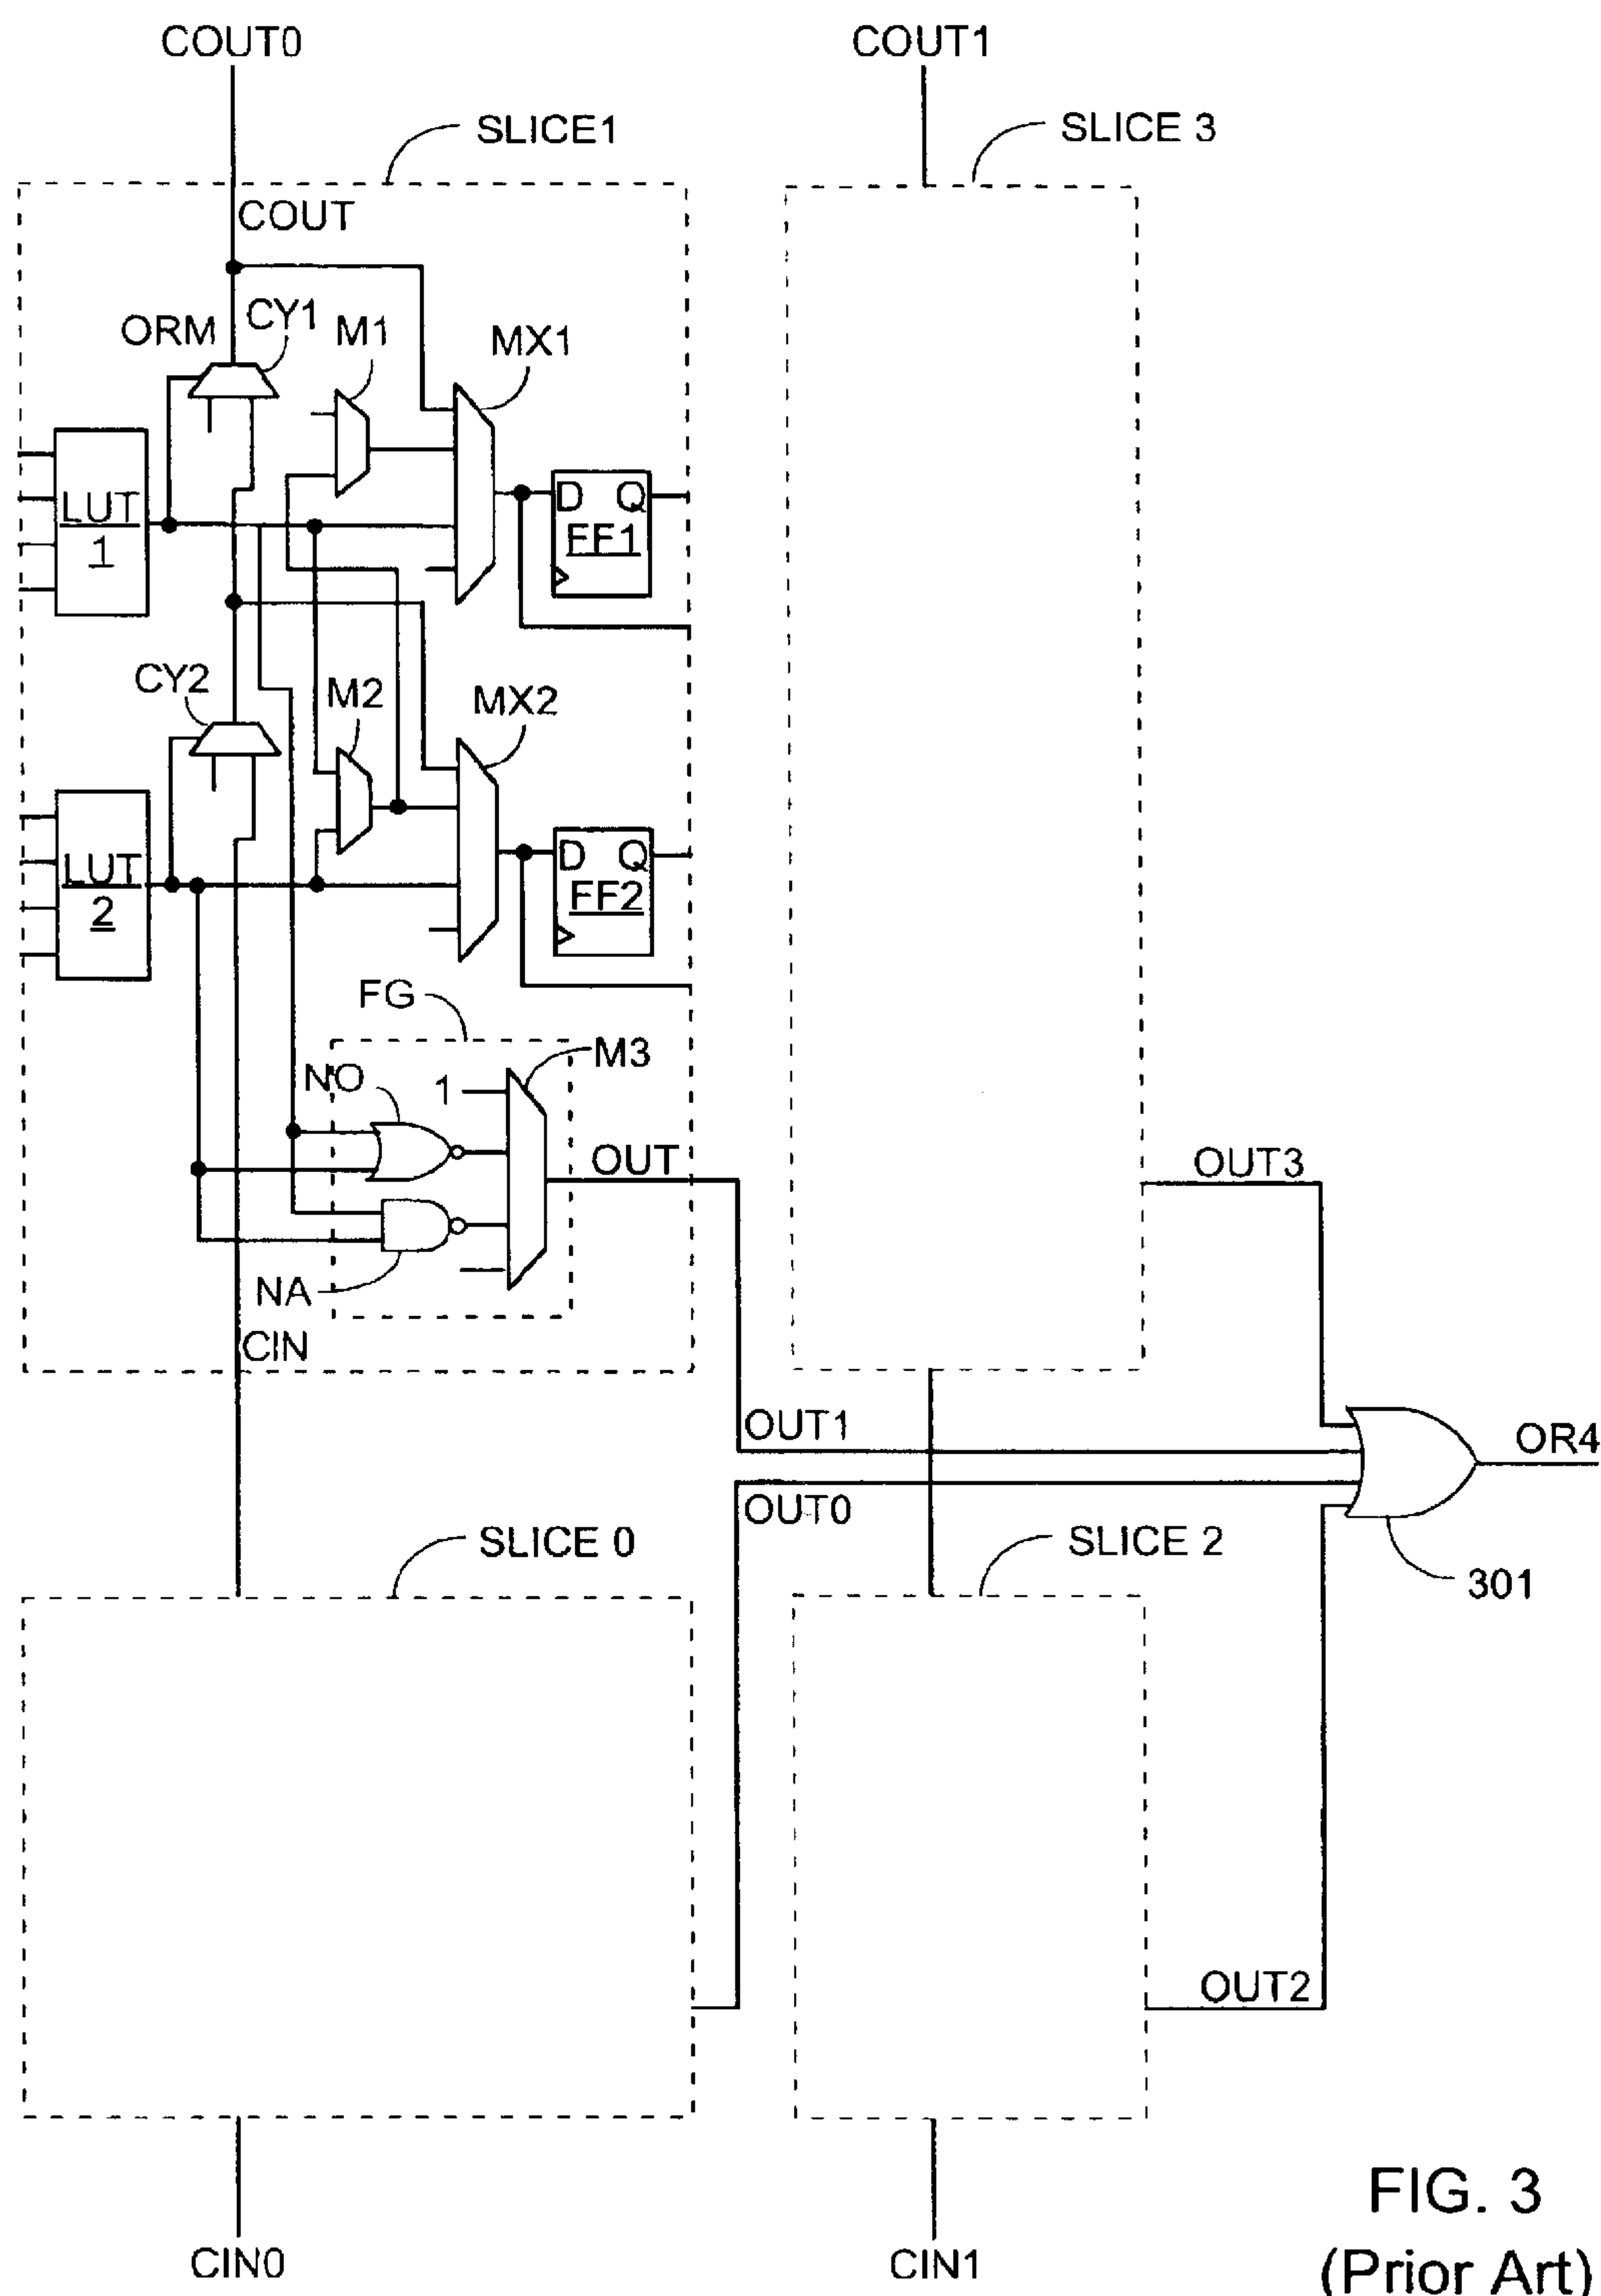 COUT0
COUT1
SLICE1
SLICE 3
COUT
ORM
CY1
M1
MX1
LUT
1
D Q
FF1
CY2
M2
MX2
LUT
2
D Q
FF2
FG
NO
1
M3
OUT
NA
CIN
OUT3
OUT1
OR4
OUT0
SLICE 0
SLICE 2
301
OUT2
CIN0
CIN1
FIG. 3
(Prior Art)